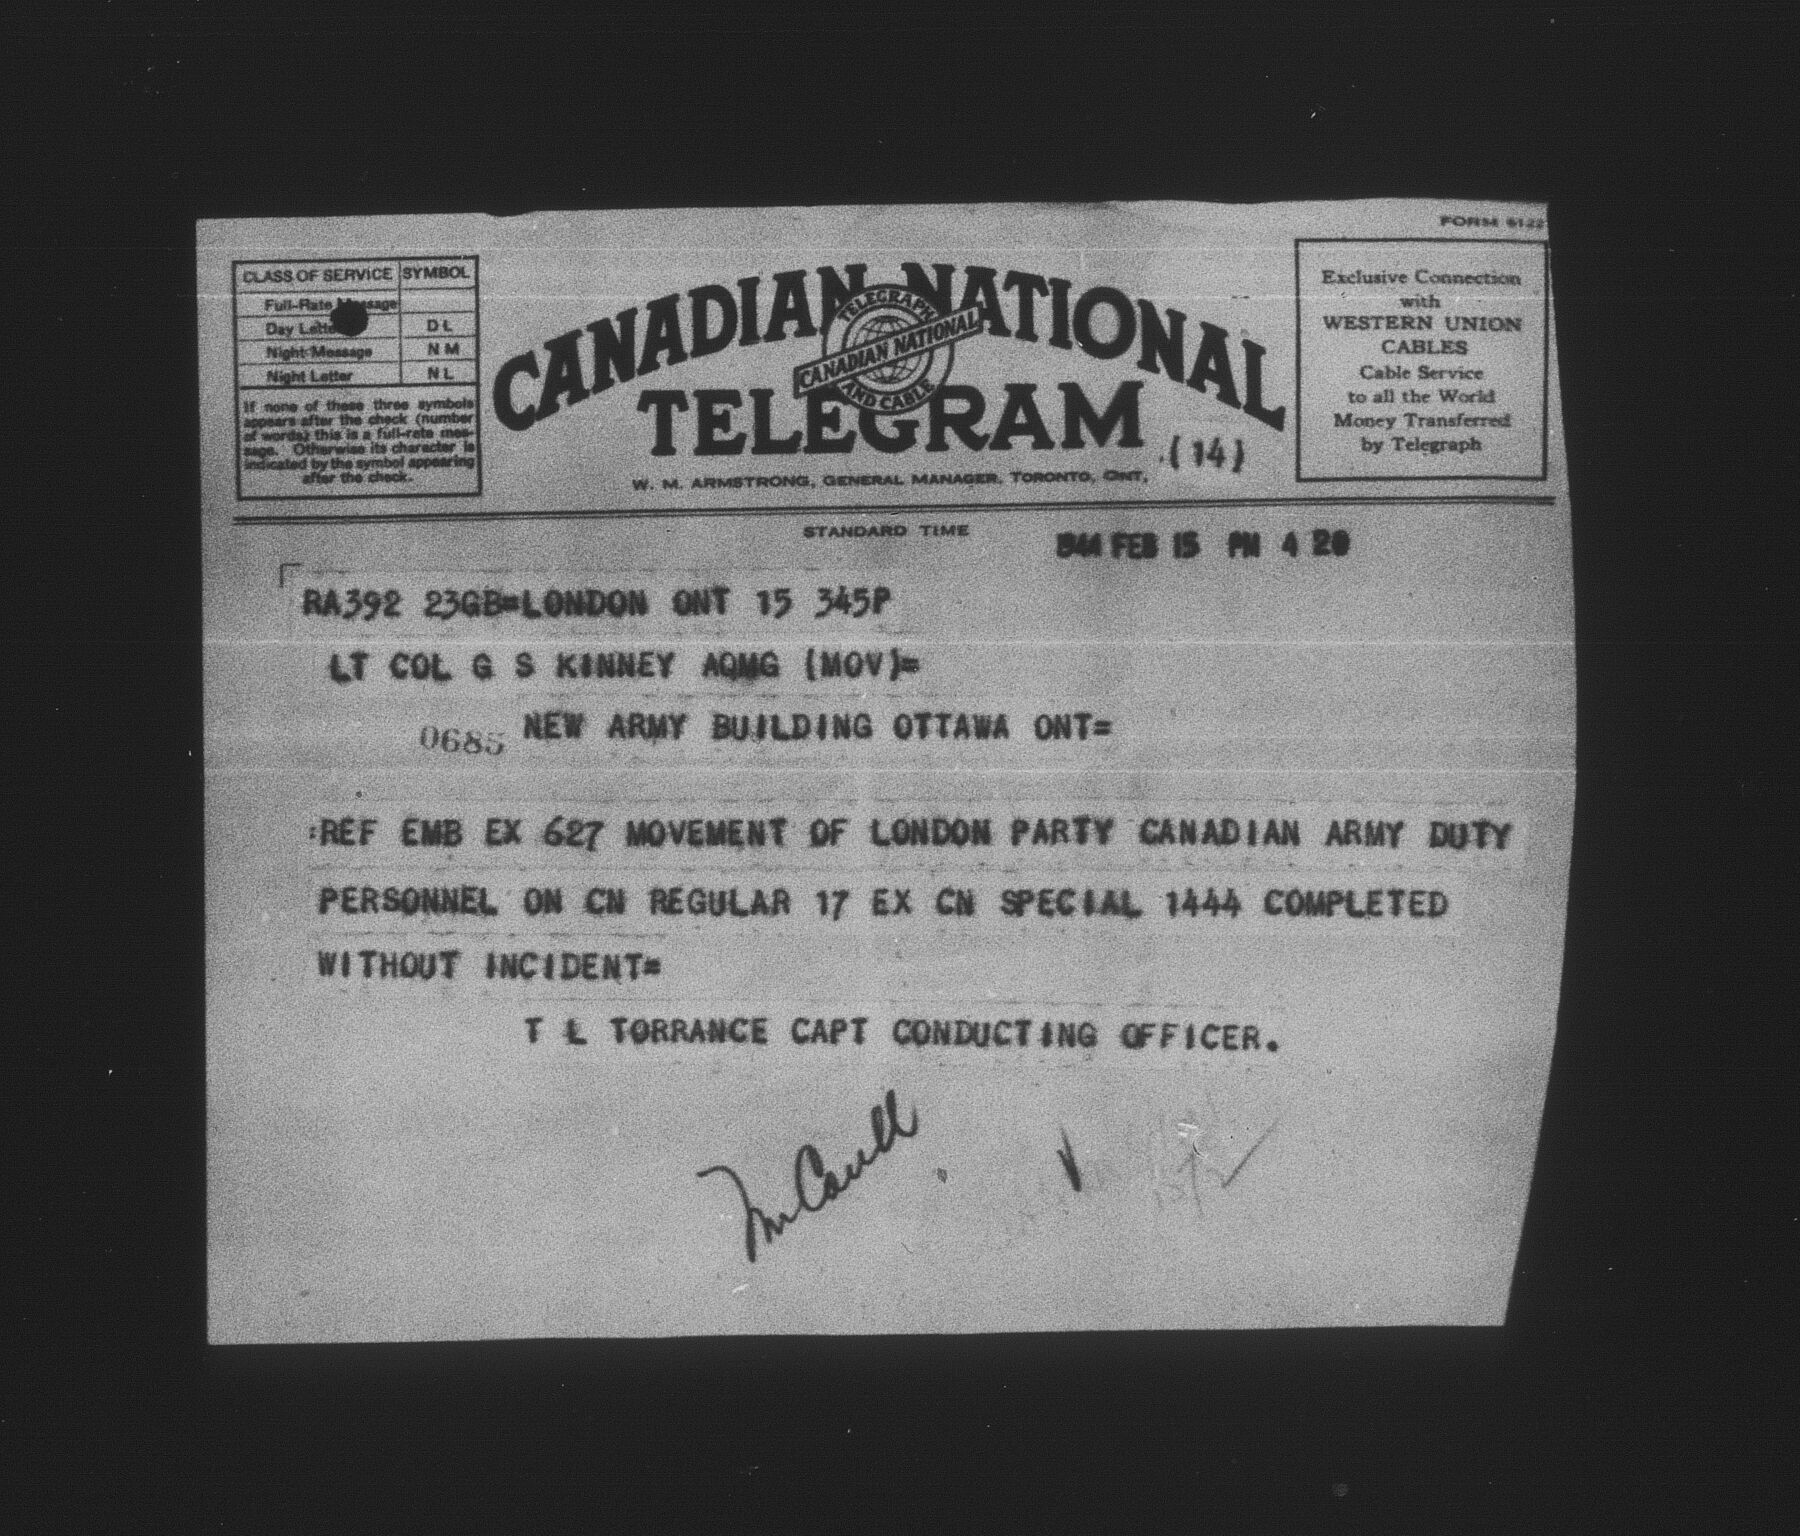 FORM 6122
CLASS OF SERVICE SYMBOL
Full-Rate Message
Day Letter D L
Night Message N M
Night Letter N L
If none of these three symbols
appears after the check (number
of words) this is a full-rate mes-
sage. Otherwise its character is
indicated by the symbol appearing
after the check.
CANADIAN NATIONAL
TELEGRAPH
CANADIAN NATIONAL
AND CABLE
TELEGRAM
(14)
W. M. ARMSTRONG, GENERAL MANAGER, TORONTO, ONT.
Exclusive Connection
with
WESTERN UNION
CABLES
Cable Service
to all the World
Money Transferred
by Telegraph
STANDARD TIME
1944 FEB 15 PM 4 20
RA392 23GB=LONDON ONT 15 345P
LT COL G S KINNEY AQMG (MOV)=
0685 NEW ARMY BUILDING OTTAWA ONT=
:REF EMB EX 627 MOVEMENT OF LONDON PARTY CANADIAN ARMY DUTY
PERSONNEL ON CN REGULAR 17 EX CN SPECIAL 1444 COMPLETED
WITHOUT INCIDENT=
T L TORRANCE CAPT CONDUCTING OFFICER.